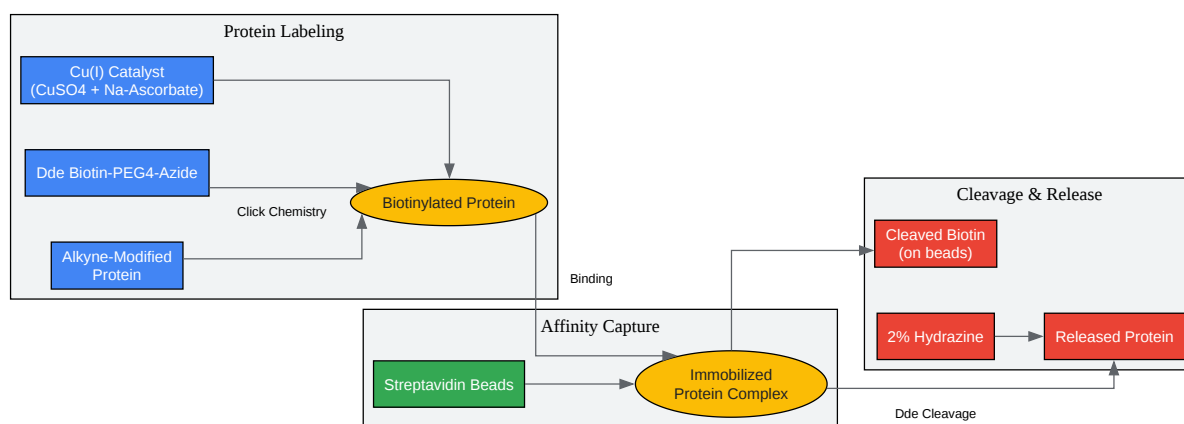 Protein Labeling
Cu(I) Catalyst
(CuSO4 + Na-Ascorbate)
Dde Biotin-PEG4-Azide
Click Chemistry
Biotinylated Protein
Alkyne-Modified
Protein
Binding
Affinity Capture
Streptavidin Beads
Immobilized
Protein Complex
Cleavage & Release
Cleaved Biotin
(on beads)
2% Hydrazine
Released Protein
Dde Cleavage